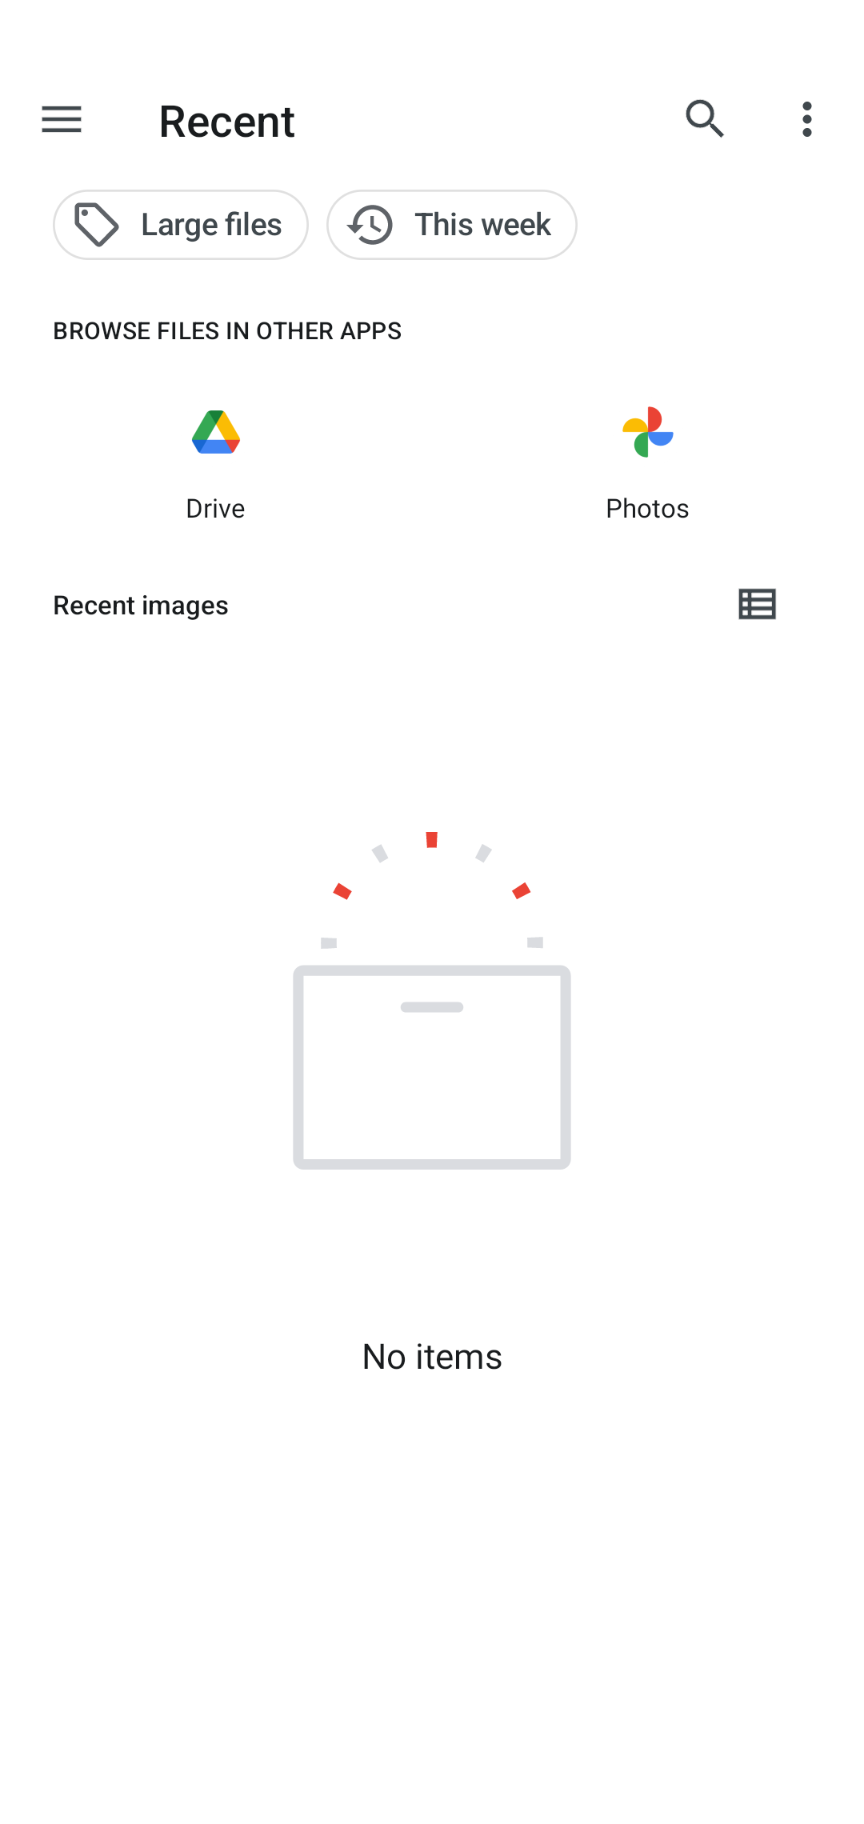 Recent
Large files
This week
BROWSE FILES IN OTHER APPS
Drive
Photos
Recent images
No items